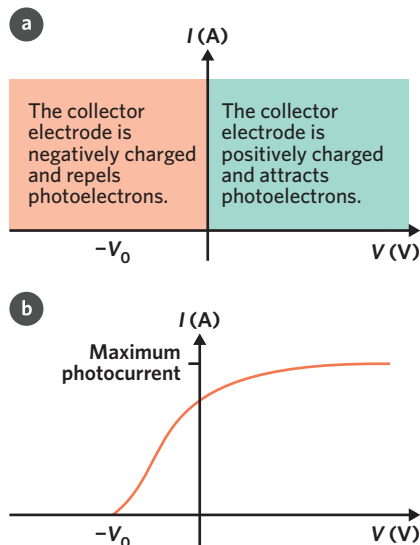 a
I (A)
The collector
electrode is
negatively charged
and repels
photoelectrons.
The collector
electrode is
positively charged
and attracts
photoelectrons.
−V₀
V (V)
b
I (A)
Maximum
photocurrent
−V₀
V (V)